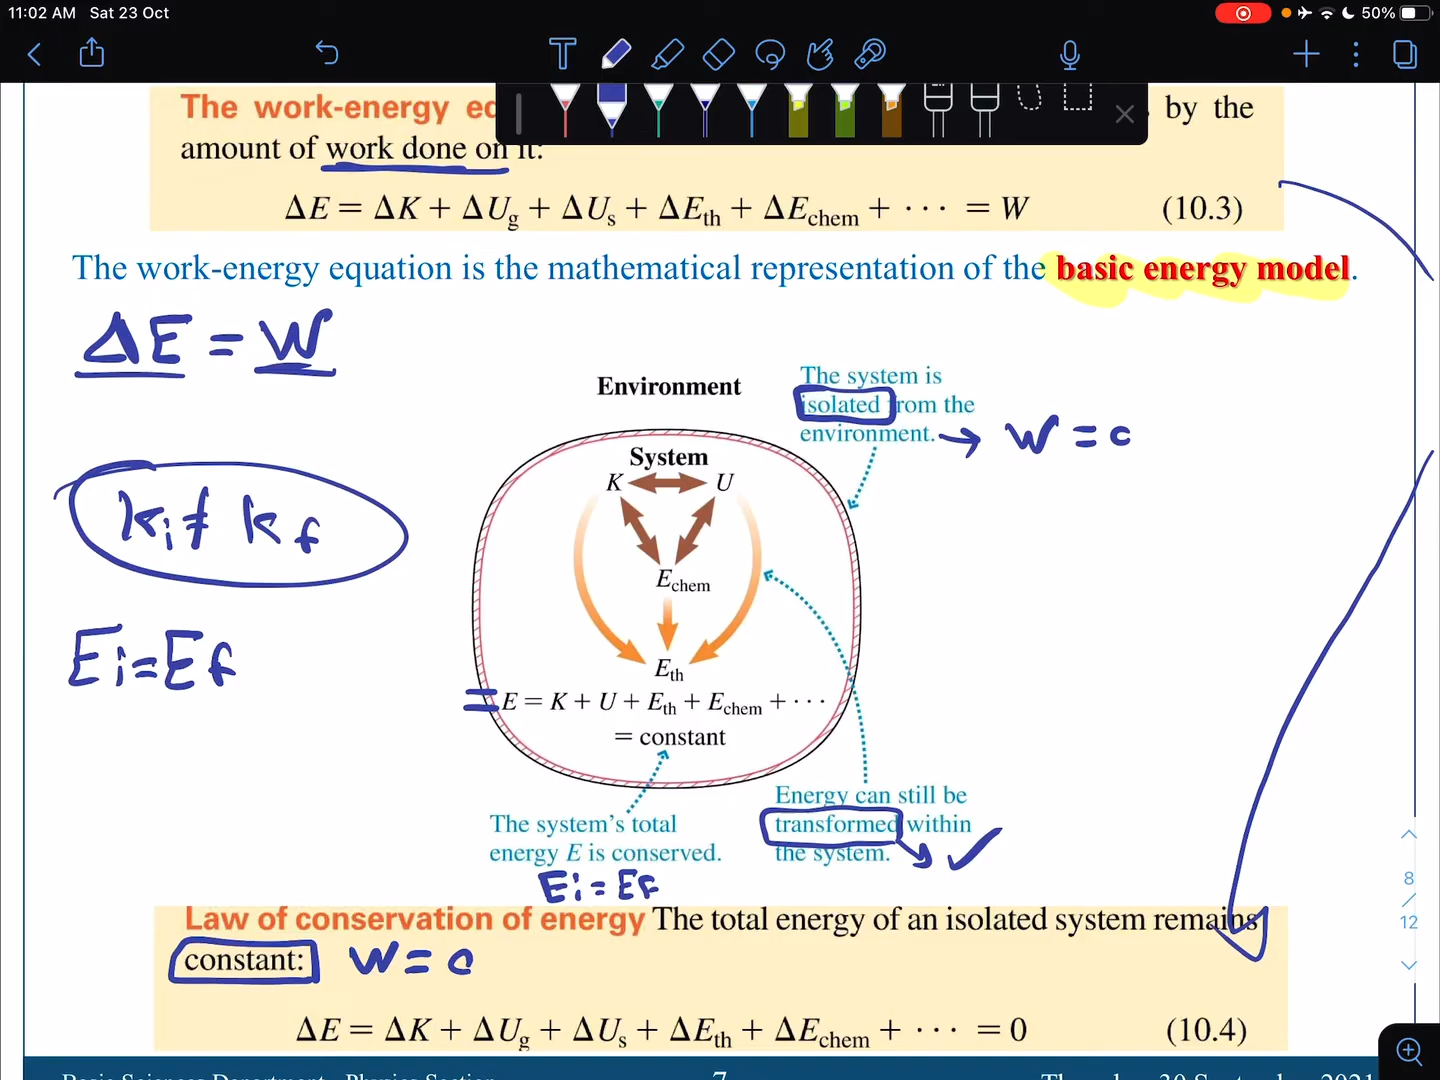 11:02 AM Sat 23 Oct
50%
The work-energy
by the
amount of work done on it:
ΔE = ΔK + ΔUg + ΔUs + ΔEth + ΔEchem + ··· = W (10.3)
The work-energy equation is the mathematical representation of the basic energy model.
ΔE = W
Environment
The system is
isolated from the
environment. → W = 0
System
K U
Ki ≠ Kf
Echem
Ei = Ef
Eth
= E = K + U + Eth + Echem + ···
= constant
Energy can still be
transformed within
the system.
The system's total
energy E is conserved.
Ei = Ef
8
/
12
Law of conservation of energy The total energy of an isolated system remains
constant: W = 0
ΔE = ΔK + ΔUg + ΔUs + ΔEth + ΔEchem + ··· = 0 (10.4)